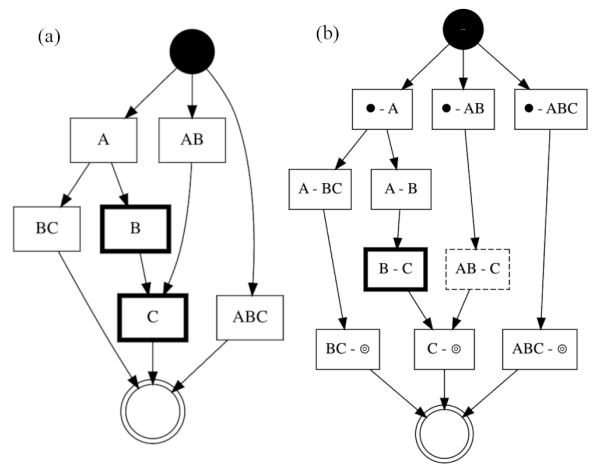 (a)
(b)
● - A
● - AB
● - ABC
A
AB
A - BC
A - B
BC
B
B - C
AB - C
C
ABC
BC - ◎
C - ◎
ABC - ◎